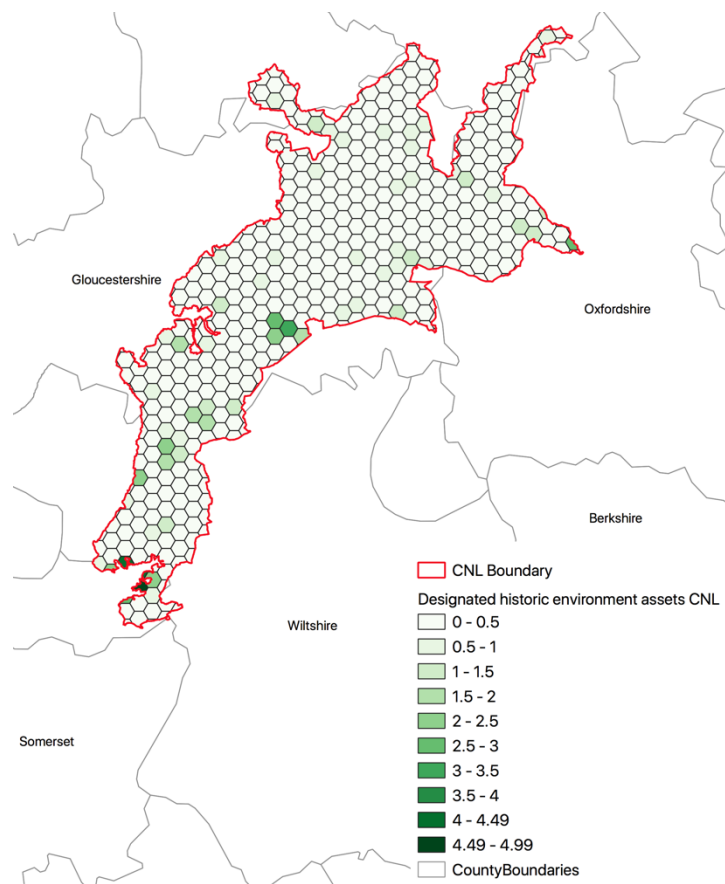 Gloucestershire
Oxfordshire
Berkshire
Wiltshire
Somerset
CNL Boundary
Designated historic environment assets CNL
0 - 0.5
0.5 - 1
1 - 1.5
1.5 - 2
2 - 2.5
2.5 - 3
3 - 3.5
3.5 - 4
4 - 4.49
4.49 - 4.99
CountyBoundaries